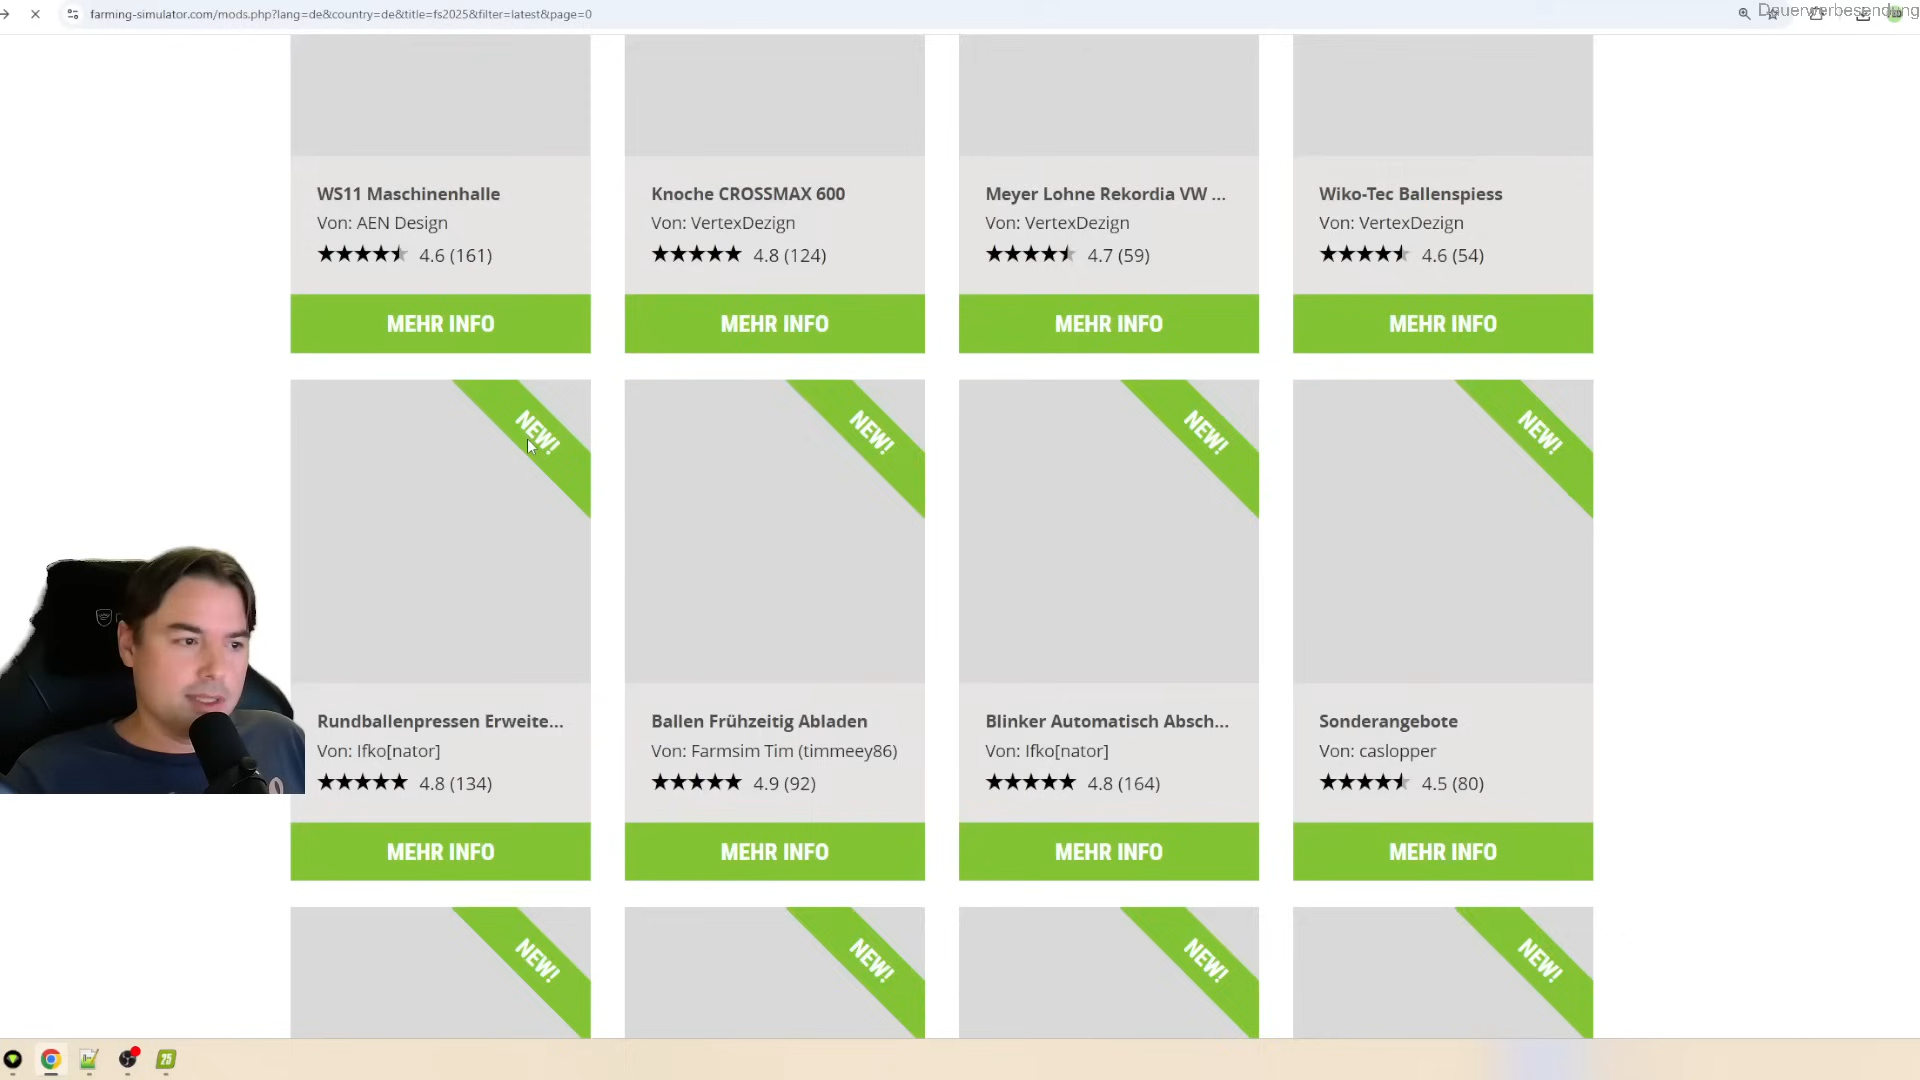 farming-simulator.com/mods.php?lang=de&country=de&title=fs2025&filter=latest&page=0
Dauerwerbesendung
WS11 Maschinenhalle
Von: AEN Design
4.6 (161)
MEHR INFO
Knoche CROSSMAX 600
Von: VertexDezign
4.8 (124)
MEHR INFO
Meyer Lohne Rekordia VW ...
Von: VertexDezign
4.7 (59)
MEHR INFO
Wiko-Tec Ballenspiess
Von: VertexDezign
4.6 (54)
MEHR INFO
NEW!
Rundballenpressen Erweite...
Von: Ifko[nator]
4.8 (134)
MEHR INFO
NEW!
Ballen Frühzeitig Abladen
Von: Farmsim Tim (timmeey86)
4.9 (92)
MEHR INFO
NEW!
Blinker Automatisch Absch...
Von: Ifko[nator]
4.8 (164)
MEHR INFO
NEW!
Sonderangebote
Von: caslopper
4.5 (80)
MEHR INFO
NEW!
NEW!
NEW!
NEW!
25